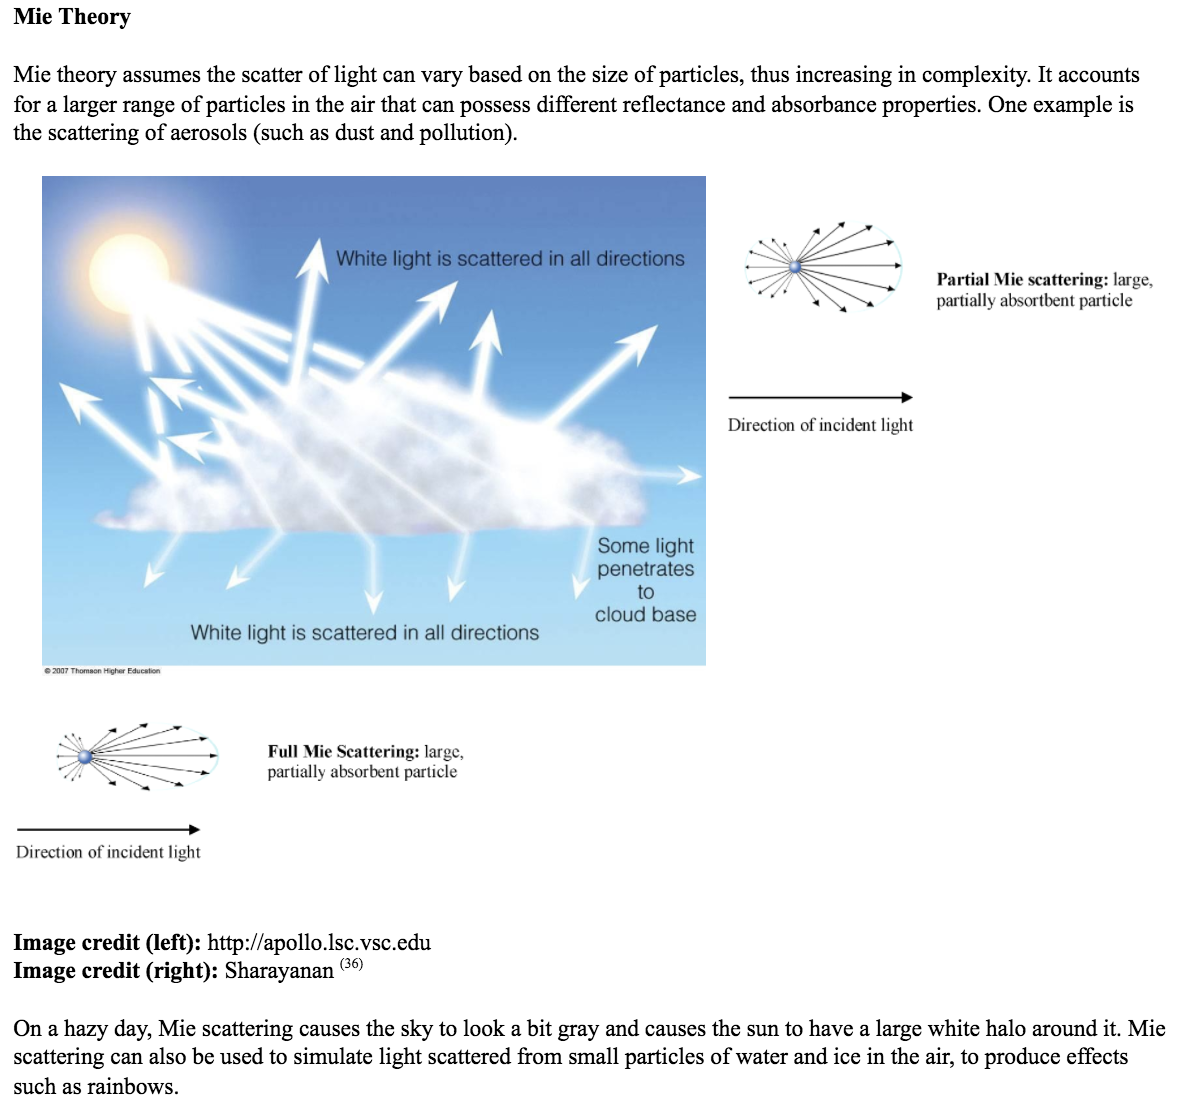 Mie Theory
Mie theory assumes the scatter of light can vary based on the size of particles, thus increasing in complexity. It accounts
for a larger range of particles in the air that can possess different reflectance and absorbance properties. One example is
the scattering of aerosols (such as dust and pollution).
White light is scattered in all directions
Some light
penetrates
to
cloud base
White light is scattered in all directions
© 2007 Thomson Higher Education
Partial Mie scattering: large,
partially absortbent particle
Direction of incident light
Full Mie Scattering: large,
partially absorbent particle
Direction of incident light
Image credit (left): http://apollo.lsc.vsc.edu
Image credit (right): Sharayanan (36)
On a hazy day, Mie scattering causes the sky to look a bit gray and causes the sun to have a large white halo around it. Mie
scattering can also be used to simulate light scattered from small particles of water and ice in the air, to produce effects
such as rainbows.